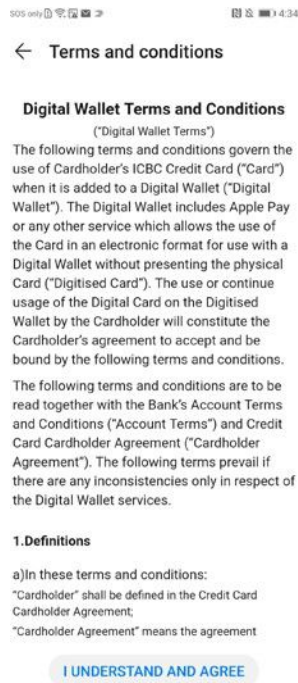 SOS only
4:34
Terms and conditions
Digital Wallet Terms and Conditions
("Digital Wallet Terms")
The following terms and conditions govern the
use of Cardholder's ICBC Credit Card ("Card")
when it is added to a Digital Wallet ("Digital
Wallet"). The Digital Wallet includes Apple Pay
or any other service which allows the use of
the Card in an electronic format for use with a
Digital Wallet without presenting the physical
Card ("Digitised Card"). The use or continue
usage of the Digital Card on the Digitised
Wallet by the Cardholder will constitute the
Cardholder's agreement to accept and be
bound by the following terms and conditions.
The following terms and conditions are to be
read together with the Bank's Account Terms
and Conditions ("Account Terms") and Credit
Card Cardholder Agreement ("Cardholder
Agreement"). The following terms prevail if
there are any inconsistencies only in respect of
the Digital Wallet services.
1.Definitions
a)In these terms and conditions:
"Cardholder" shall be defined in the Credit Card
Cardholder Agreement;
"Cardholder Agreement" means the agreement
I UNDERSTAND AND AGREE